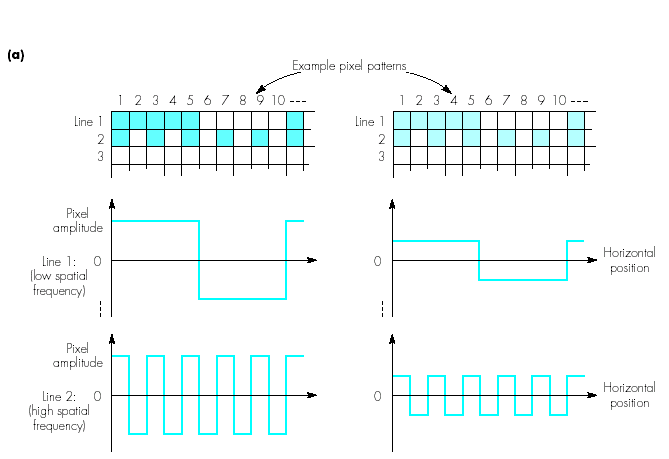 (a)
Example pixel patterns
1 2 3 4 5 6 7 8 9 10 ---
1 2 3 4 5 6 7 8 9 10 ---
Line 1
2
3
Line 1
2
3
Pixel
amplitude
0
Line 1:
(low spatial
frequency)
0
Horizontal
position
Pixel
amplitude
0
Line 2:
(high spatial
frequency)
0
Horizontal
position